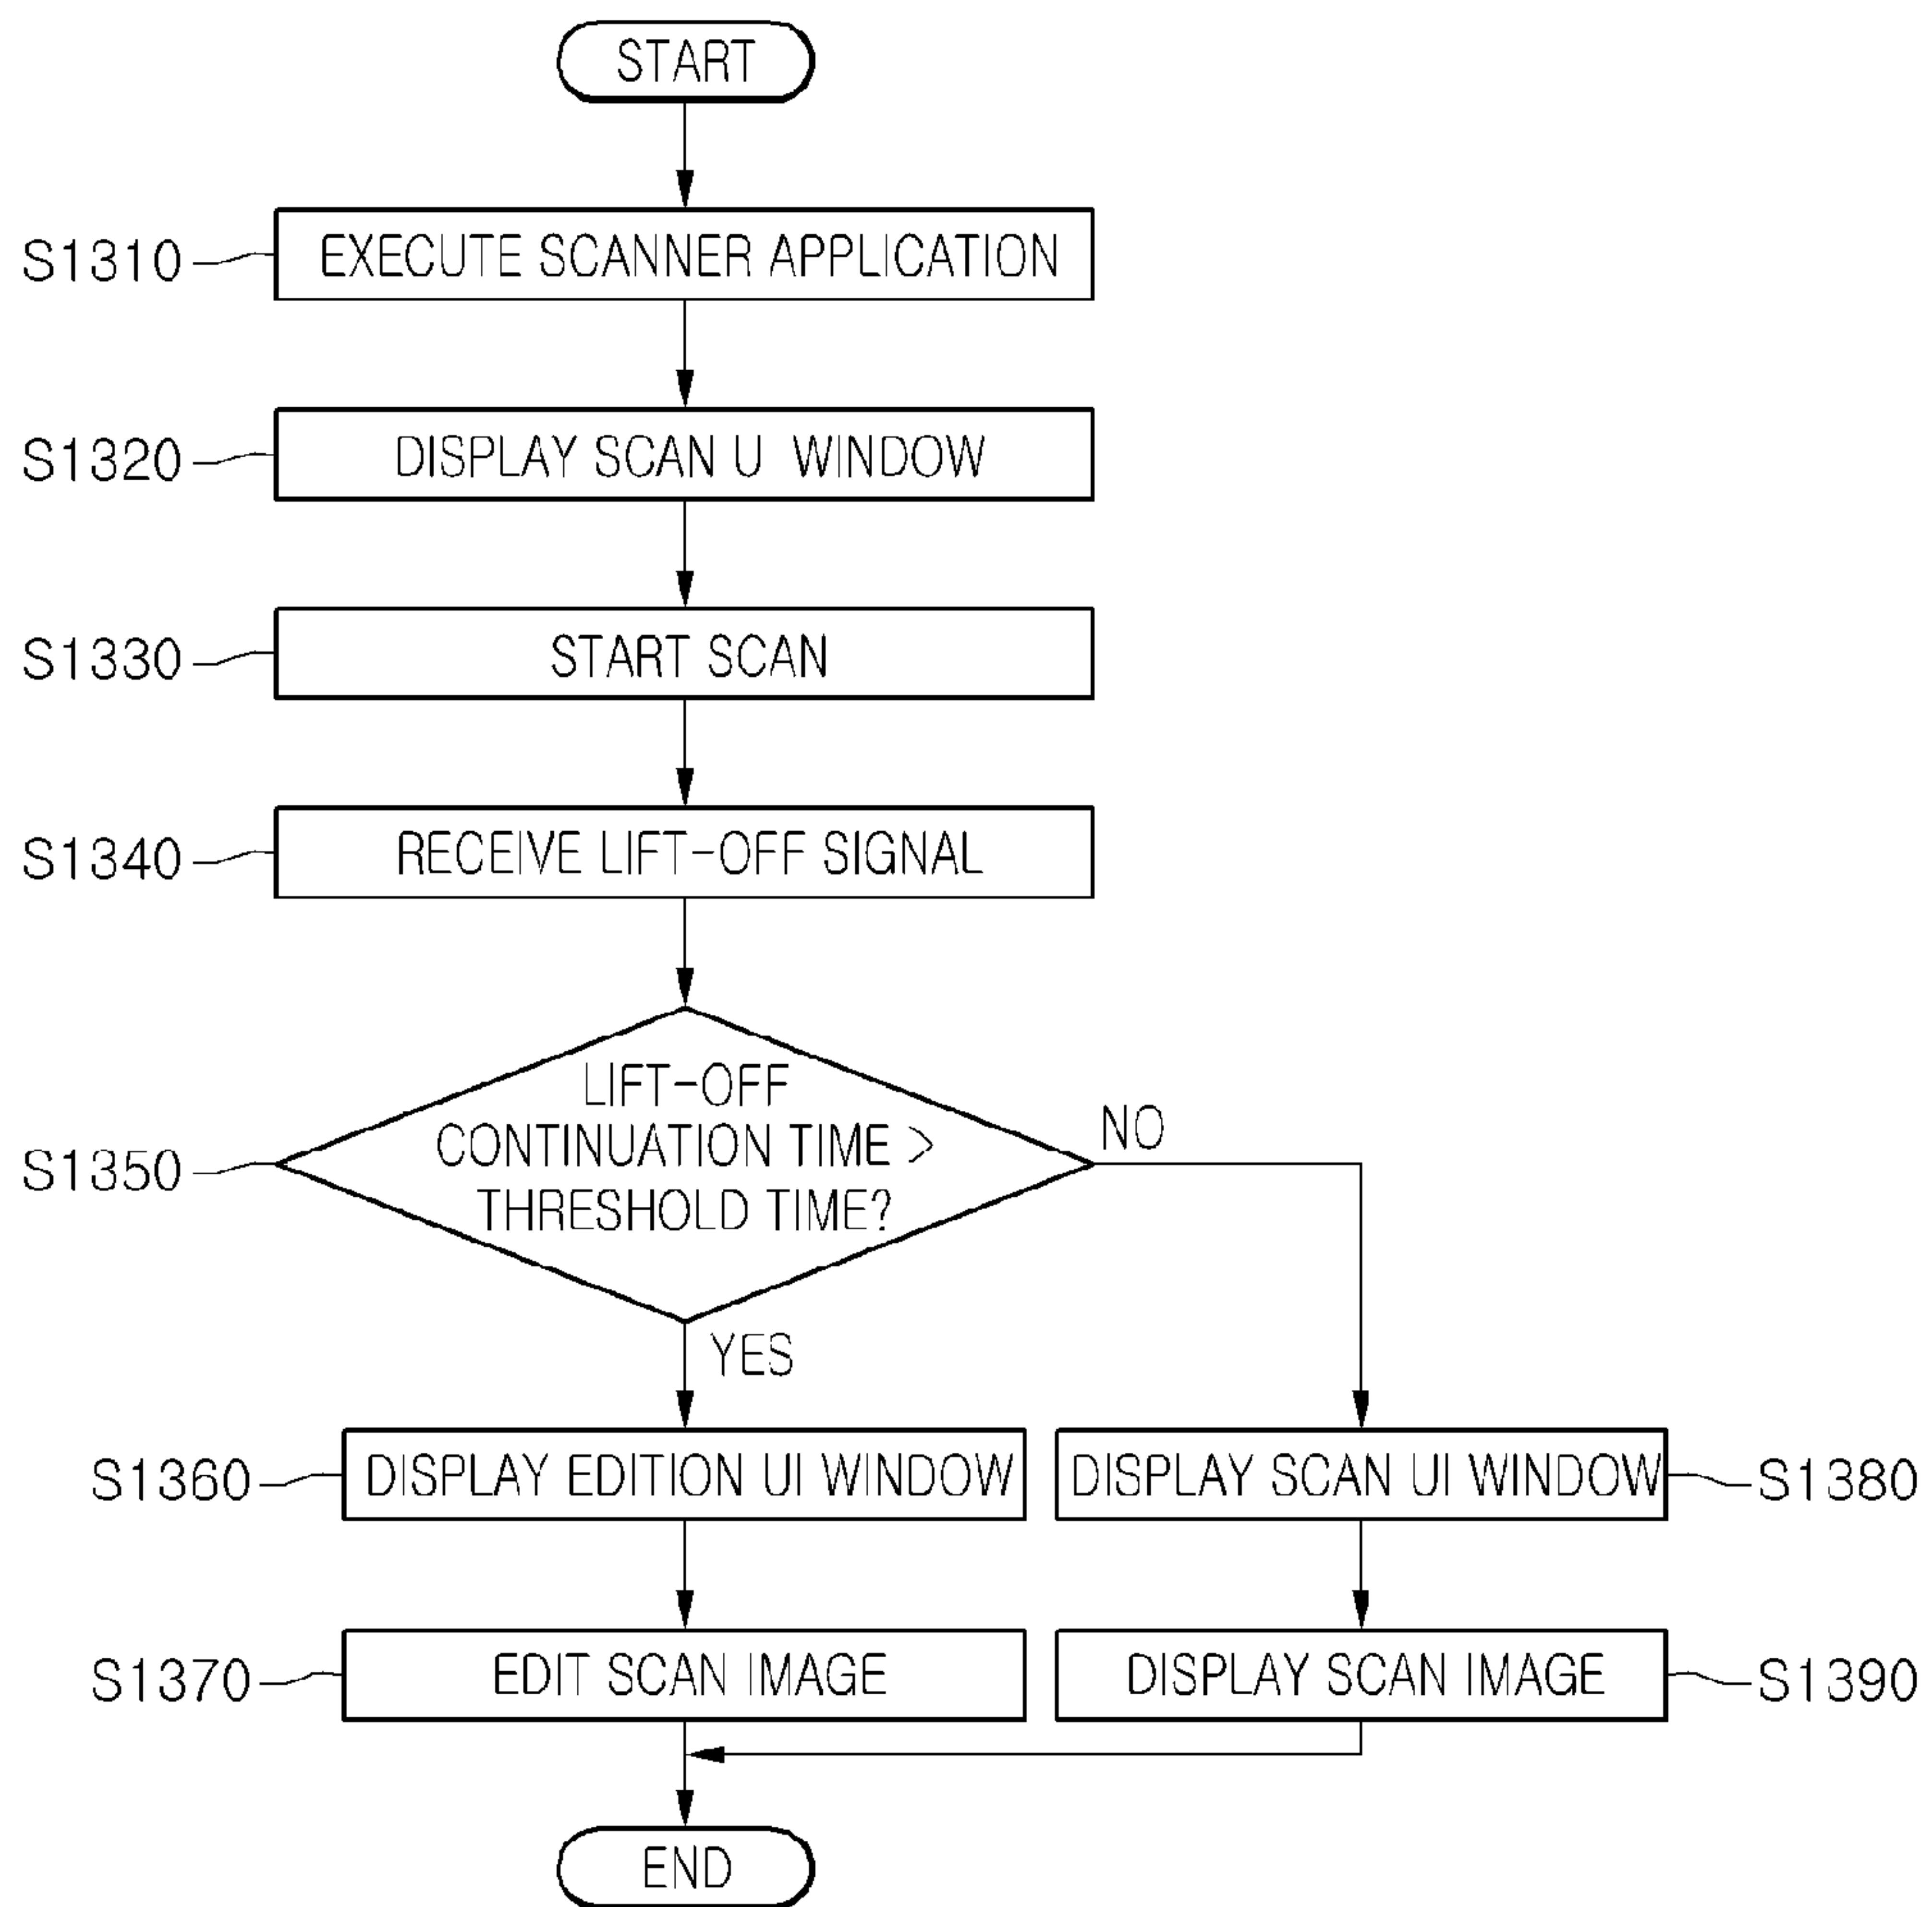 START
S1310
EXECUTE SCANNER APPLICATION
S1320
DISPLAY SCAN U WINDOW
S1330
START SCAN
S1340
RECEIVE LIFT-OFF SIGNAL
S1350
LIFT-OFF
CONTINUATION TIME >
THRESHOLD TIME?
NO
YES
S1360
DISPLAY EDITION UI WINDOW
DISPLAY SCAN UI WINDOW
S1380
S1370
EDIT SCAN IMAGE
DISPLAY SCAN IMAGE
S1390
END